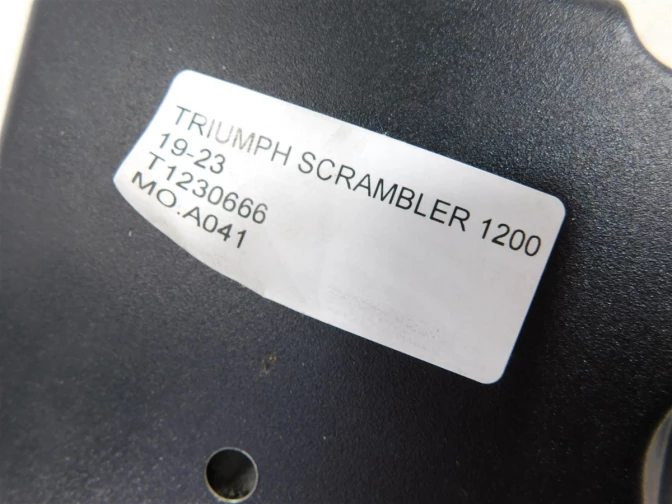 TRIUMPH SCRAMBLER 1200
19-23
T1230666
MO.A041